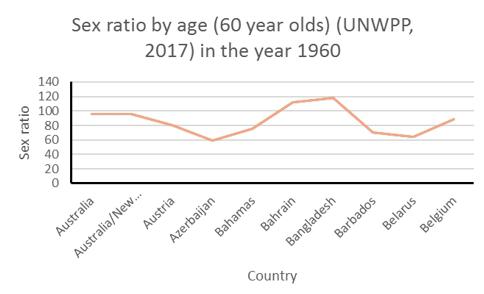 Sex ratio by age (60 year olds) (UNWPP,
2017) in the year 1960
140
120
100
80
60
40
20
0
Sex ratio
Australia
Australia/New...
Austria
Azerbaijan
Bahamas
Bahrain
Bangladesh
Barbados
Belarus
Belgium
Country